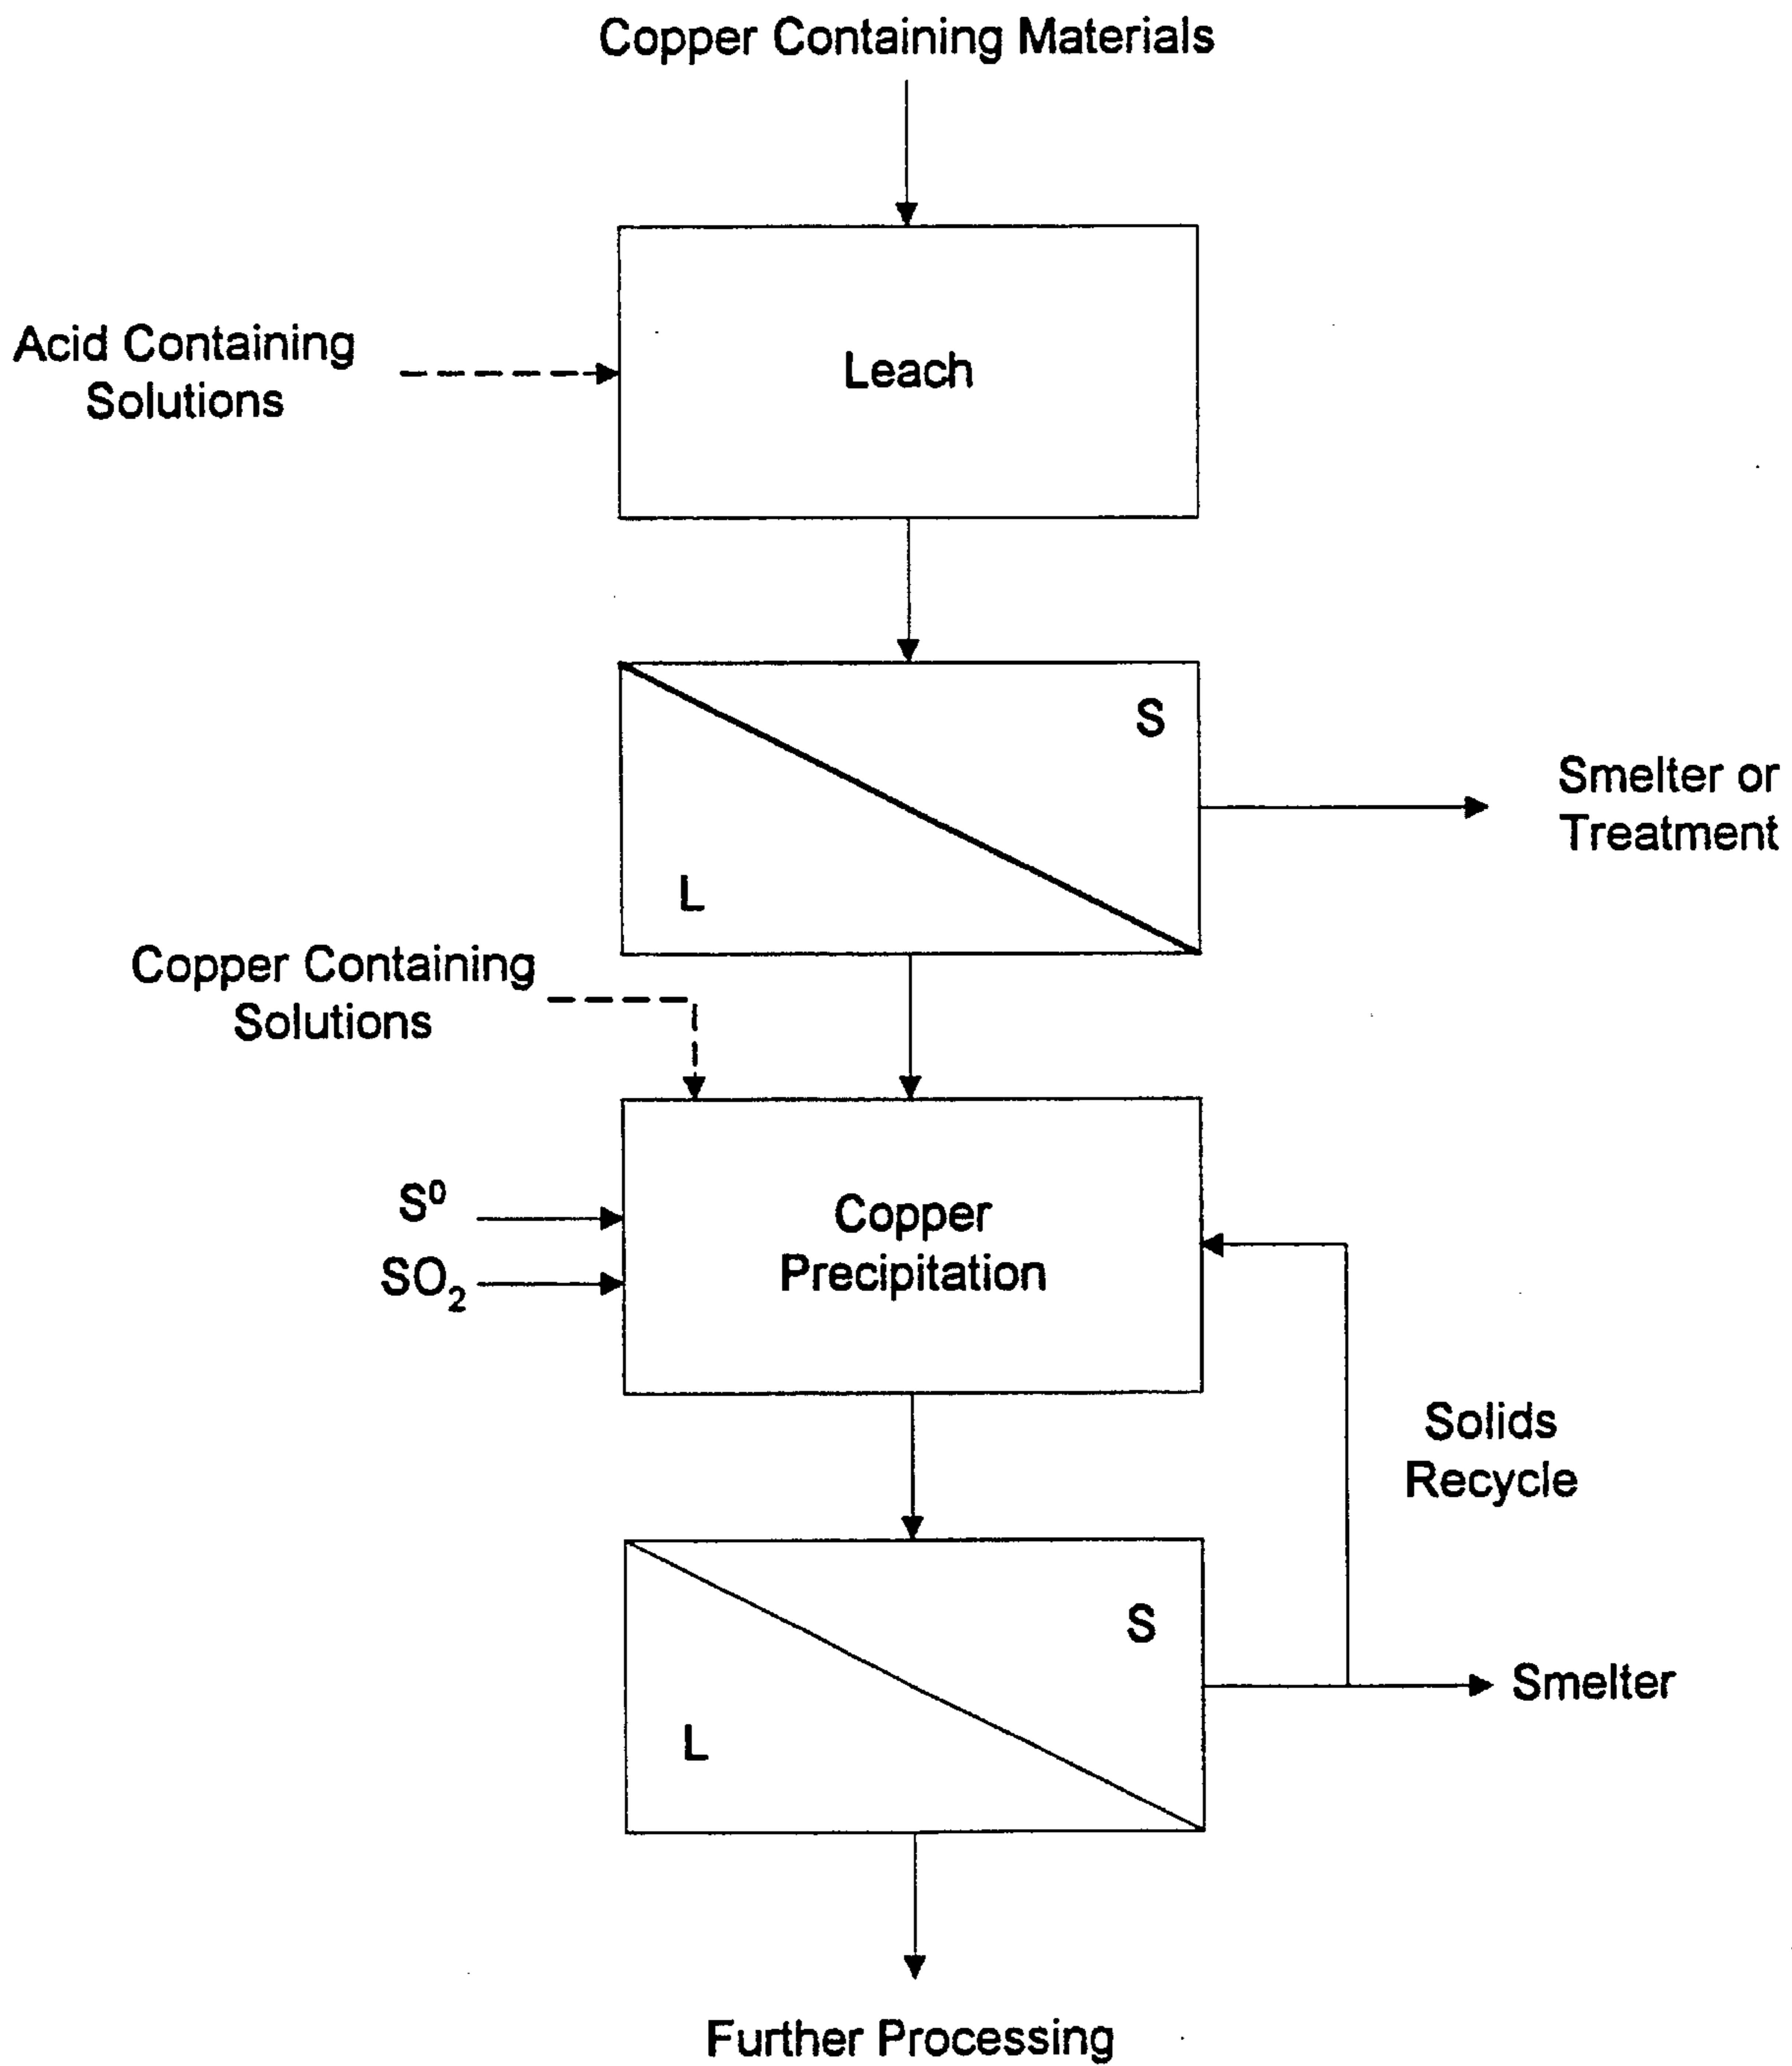 Copper Containing Materials
Acid Containing
Solutions
Leach
S
L
Smelter or
Treatment
Copper Containing
Solutions
S⁰
SO₂
Copper
Precipitation
Solids
Recycle
S
L
Smelter
Further Processing